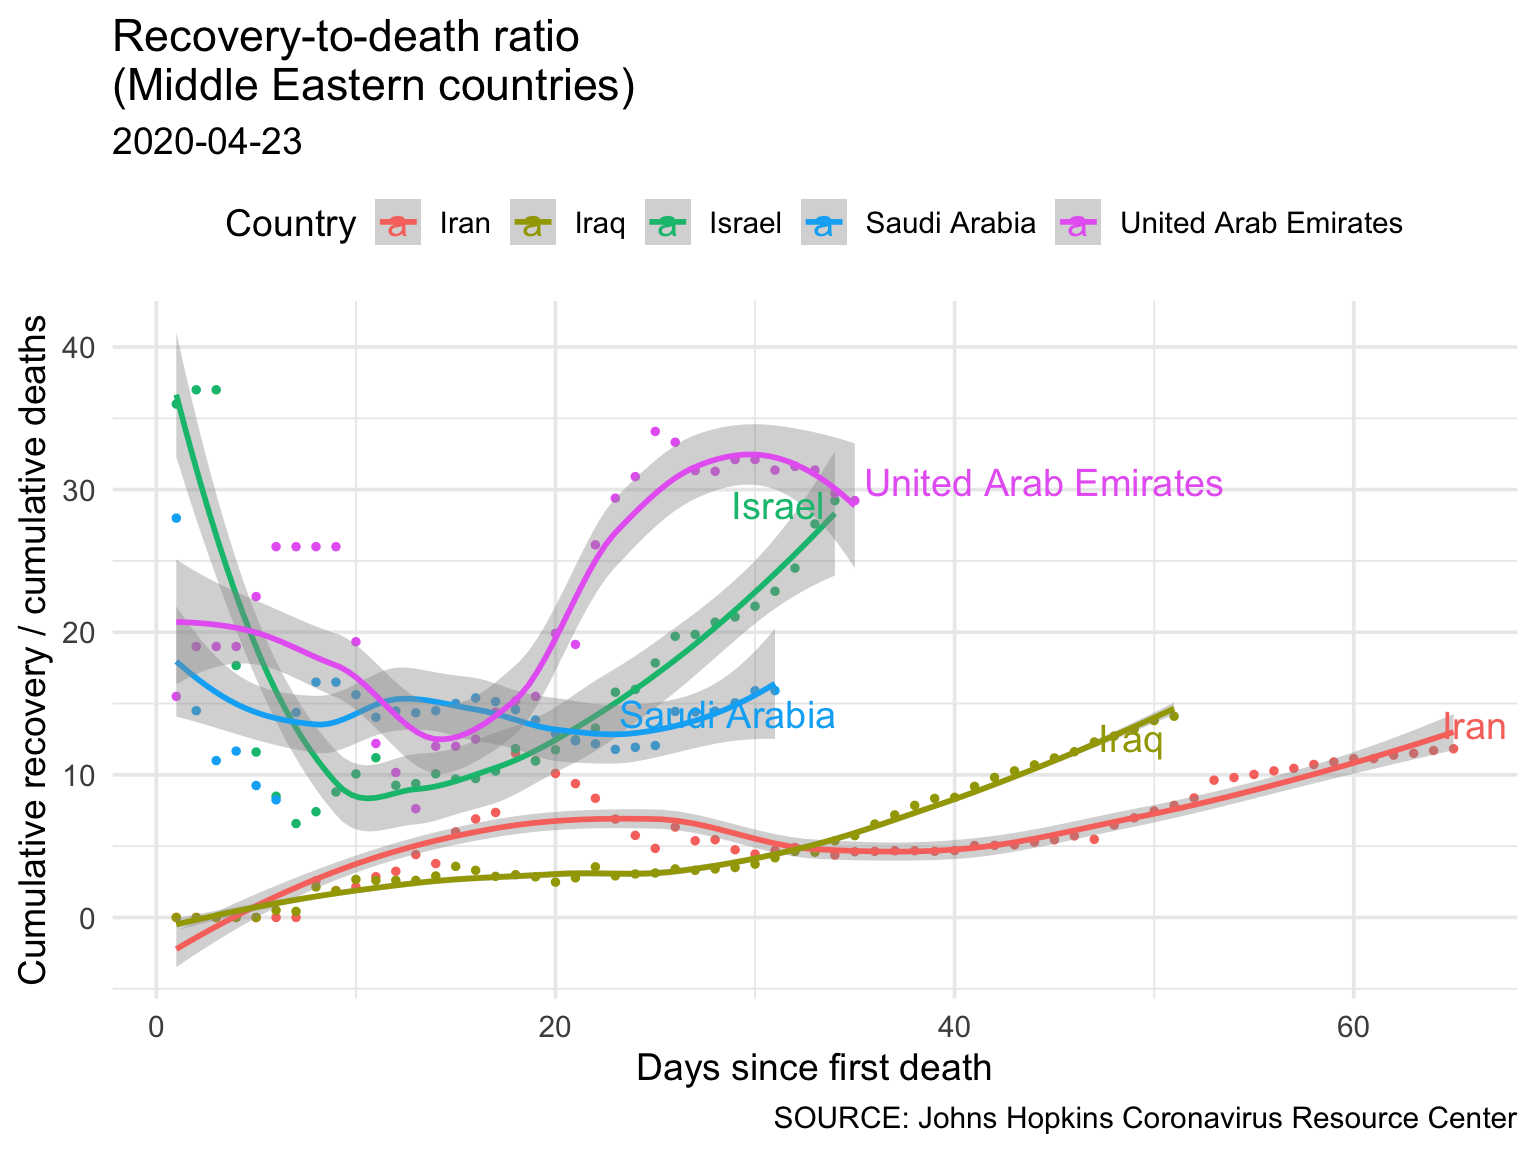 Recovery-to-death ratio
(Middle Eastern countries)
2020-04-23
Country a Iran a Iraq a Israel a Saudi Arabia a United Arab Emirates
Cumulative recovery / cumulative deaths
40
30
20
10
0
United Arab Emirates
Israel
Saudi Arabia
Iraq
Iran
0 20 40 60
Days since first death
SOURCE: Johns Hopkins Coronavirus Resource Center